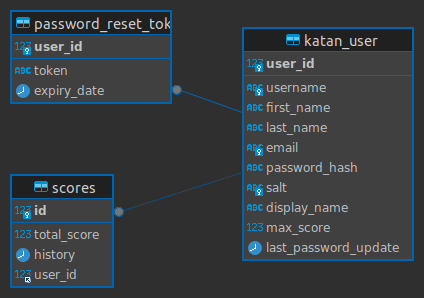 password_reset_tok
123 user_id
ABC token
expiry_date
katan_user
123 user_id
ABC username
ABC first_name
ABC last_name
ABC email
ABC password_hash
ABC salt
ABC display_name
123 max_score
last_password_update
scores
123 id
123 total_score
history
123 user_id